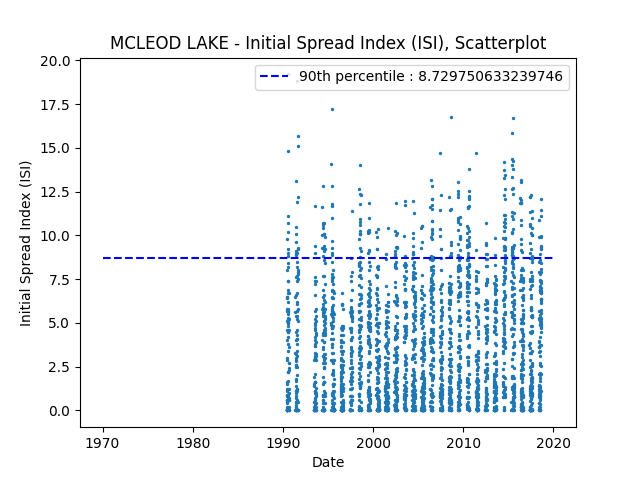 MCLEOD LAKE - Initial Spread Index (ISI), Scatterplot
90th percentile : 8.729750633239746
20.0
17.5
15.0
12.5
10.0
7.5
5.0
2.5
0.0
Initial Spread Index (ISI)
1970 1980 1990 2000 2010 2020
Date